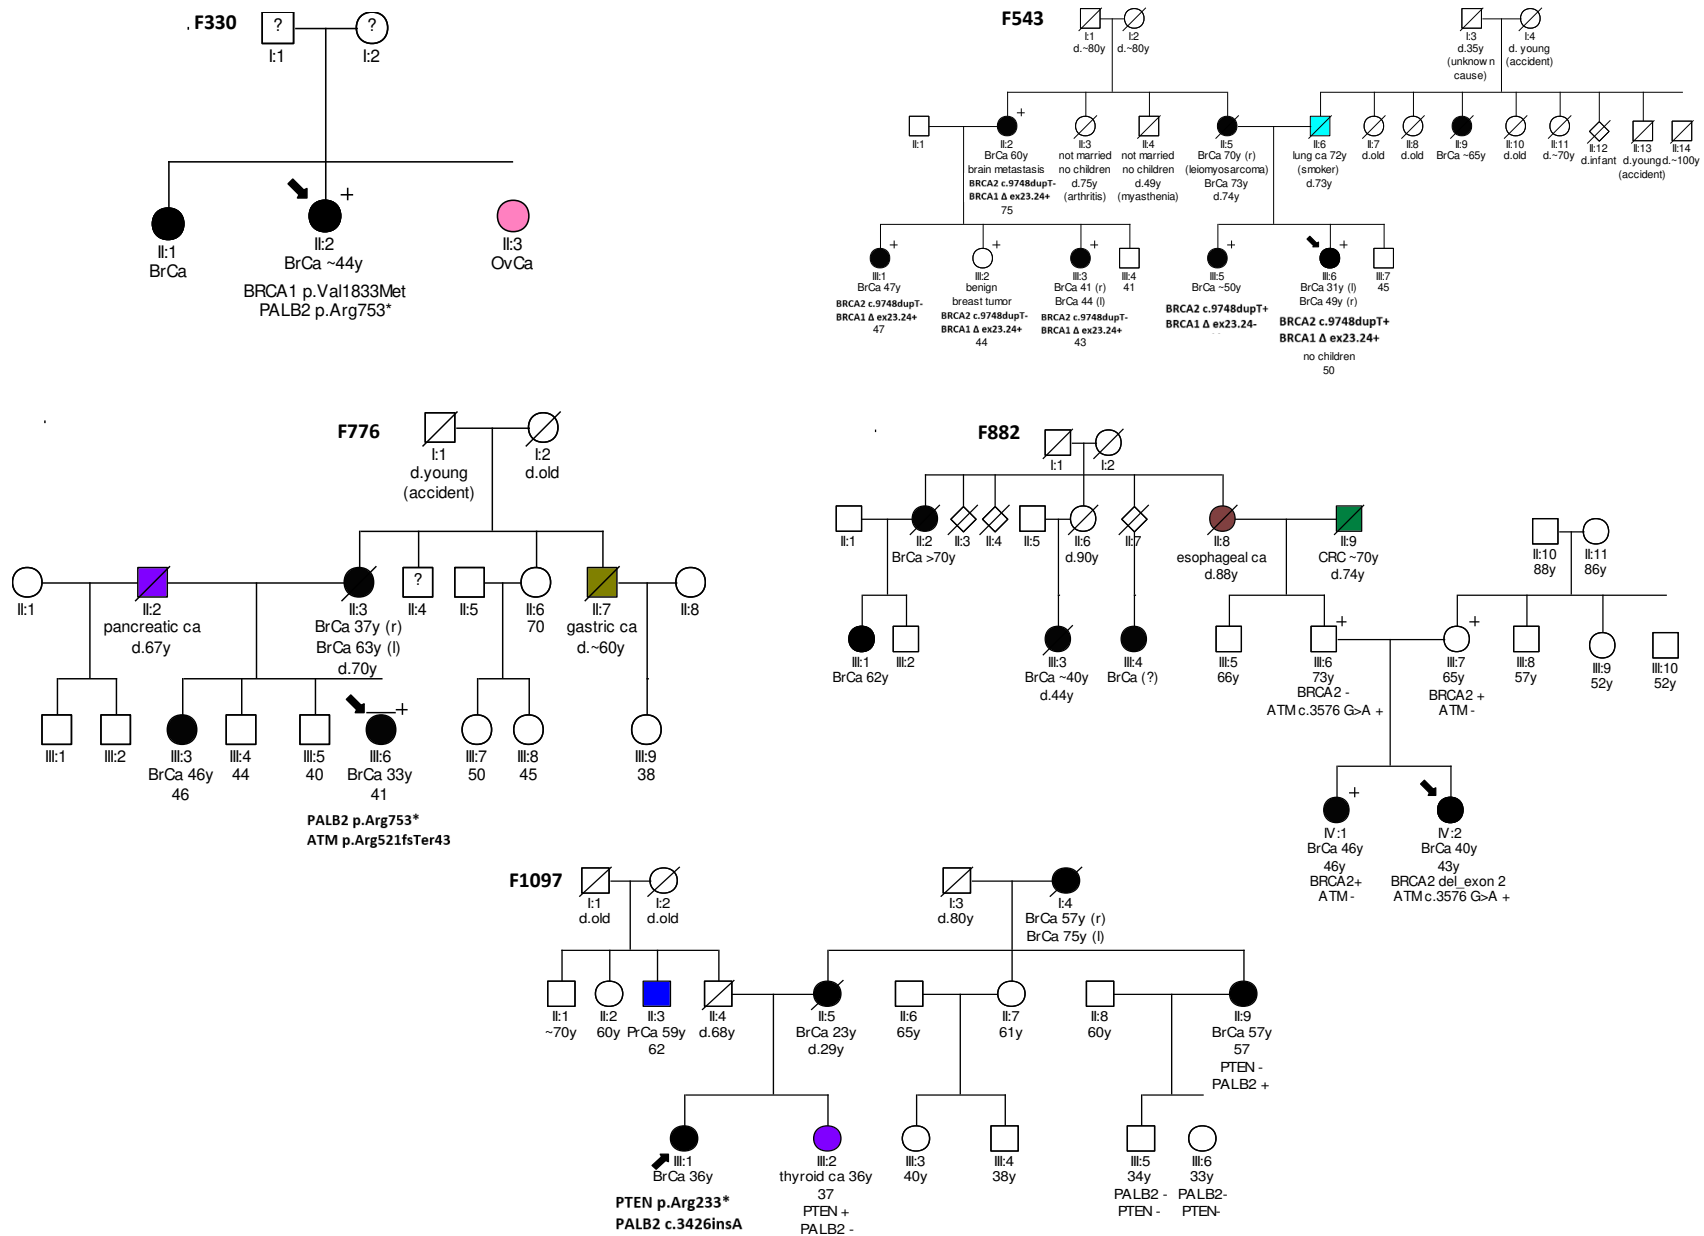 F330
?
?
I:1
I:2
II:1
BrCa
II:2
BrCa ~44y
BRCA1 p.Val1833Met
PALB2 p.Arg753*
+
II:3
OvCa
F543
I:1
d.~80y
I:2
d.~80y
I:3
d.35y
(unknown
cause)
I:4
d. young
(accident)
II:1
+
II:2
BrCa 60y
brain metastasis
BRCA2 c.9748dupT-
BRCA1 Δ ex23.24+
75
II:3
not married
no children
d.75y
(arthritis)
II:4
not married
no children
d.49y
(myasthenia)
II:5
BrCa 70y (r)
(leiomyosarcoma)
BrCa 73y
d.74y
II:6
lung ca 72y
(smoker)
d.73y
II:7
d.old
II:8
d.old
II:9
BrCa ~65y
II:10
d.old
II:11
d.~70y
II:12
d.infant
II:13
d.young
(accident)
II:14
d.~100y
+
III:1
BrCa 47y
BRCA2 c.9748dupT-
BRCA1 Δ ex23.24+
47
+
III:2
benign
breast tumor
BRCA2 c.9748dupT-
BRCA1 Δ ex23.24+
44
+
III:3
BrCa 41 (r)
BrCa 44 (l)
BRCA2 c.9748dupT-
BRCA1 Δ ex23.24+
43
III:4
41
+
III:5
BrCa ~50y
BRCA2 c.9748dupT+
BRCA1 Δ ex23.24-
+
III:6
BrCa 31y (l)
BrCa 49y (r)
BRCA2 c.9748dupT+
BRCA1 Δ ex23.24+
no children
50
III:7
45
F776
I:1
d.young
(accident)
I:2
d.old
II:1
II:2
pancreatic ca
d.67y
II:3
BrCa 37y (r)
BrCa 63y (l)
d.70y
?
II:4
II:5
II:6
70
II:7
gastric ca
d.~60y
II:8
III:1
III:2
III:3
BrCa 46y
46
III:4
44
III:5
40
+
III:6
BrCa 33y
41
PALB2 p.Arg753*
ATM p.Arg521fsTer43
III:7
50
III:8
45
III:9
38
F882
I:1
I:2
II:1
II:2
BrCa >70y
II:3
II:4
II:5
II:6
d.90y
II:7
II:8
esophageal ca
d.88y
II:9
CRC ~70y
d.74y
II:10
88y
II:11
86y
III:1
BrCa 62y
III:2
III:3
BrCa ~40y
d.44y
III:4
BrCa (?)
III:5
66y
+
III:6
73y
BRCA2 -
ATM c.3576 G>A +
+
III:7
65y
BRCA2 +
ATM -
III:8
57y
III:9
52y
III:10
52y
+
IV:1
BrCa 46y
46y
BRCA2+
ATM -
IV:2
BrCa 40y
43y
BRCA2 del_exon 2
ATM c.3576 G>A +
F1097
I:1
d.old
I:2
d.old
I:3
d.80y
I:4
BrCa 57y (r)
BrCa 75y (l)
II:1
~70y
II:2
60y
II:3
PrCa 59y
62
II:4
d.68y
II:5
BrCa 23y
d.29y
II:6
65y
II:7
61y
II:8
60y
II:9
BrCa 57y
57
PTEN -
PALB2 +
III:1
BrCa 36y
PTEN p.Arg233*
PALB2 c.3426insA
III:2
thyroid ca 36y
37
PTEN +
PALB2 -
III:3
40y
III:4
38y
III:5
34y
PALB2 -
PTEN -
III:6
33y
PALB2-
PTEN-